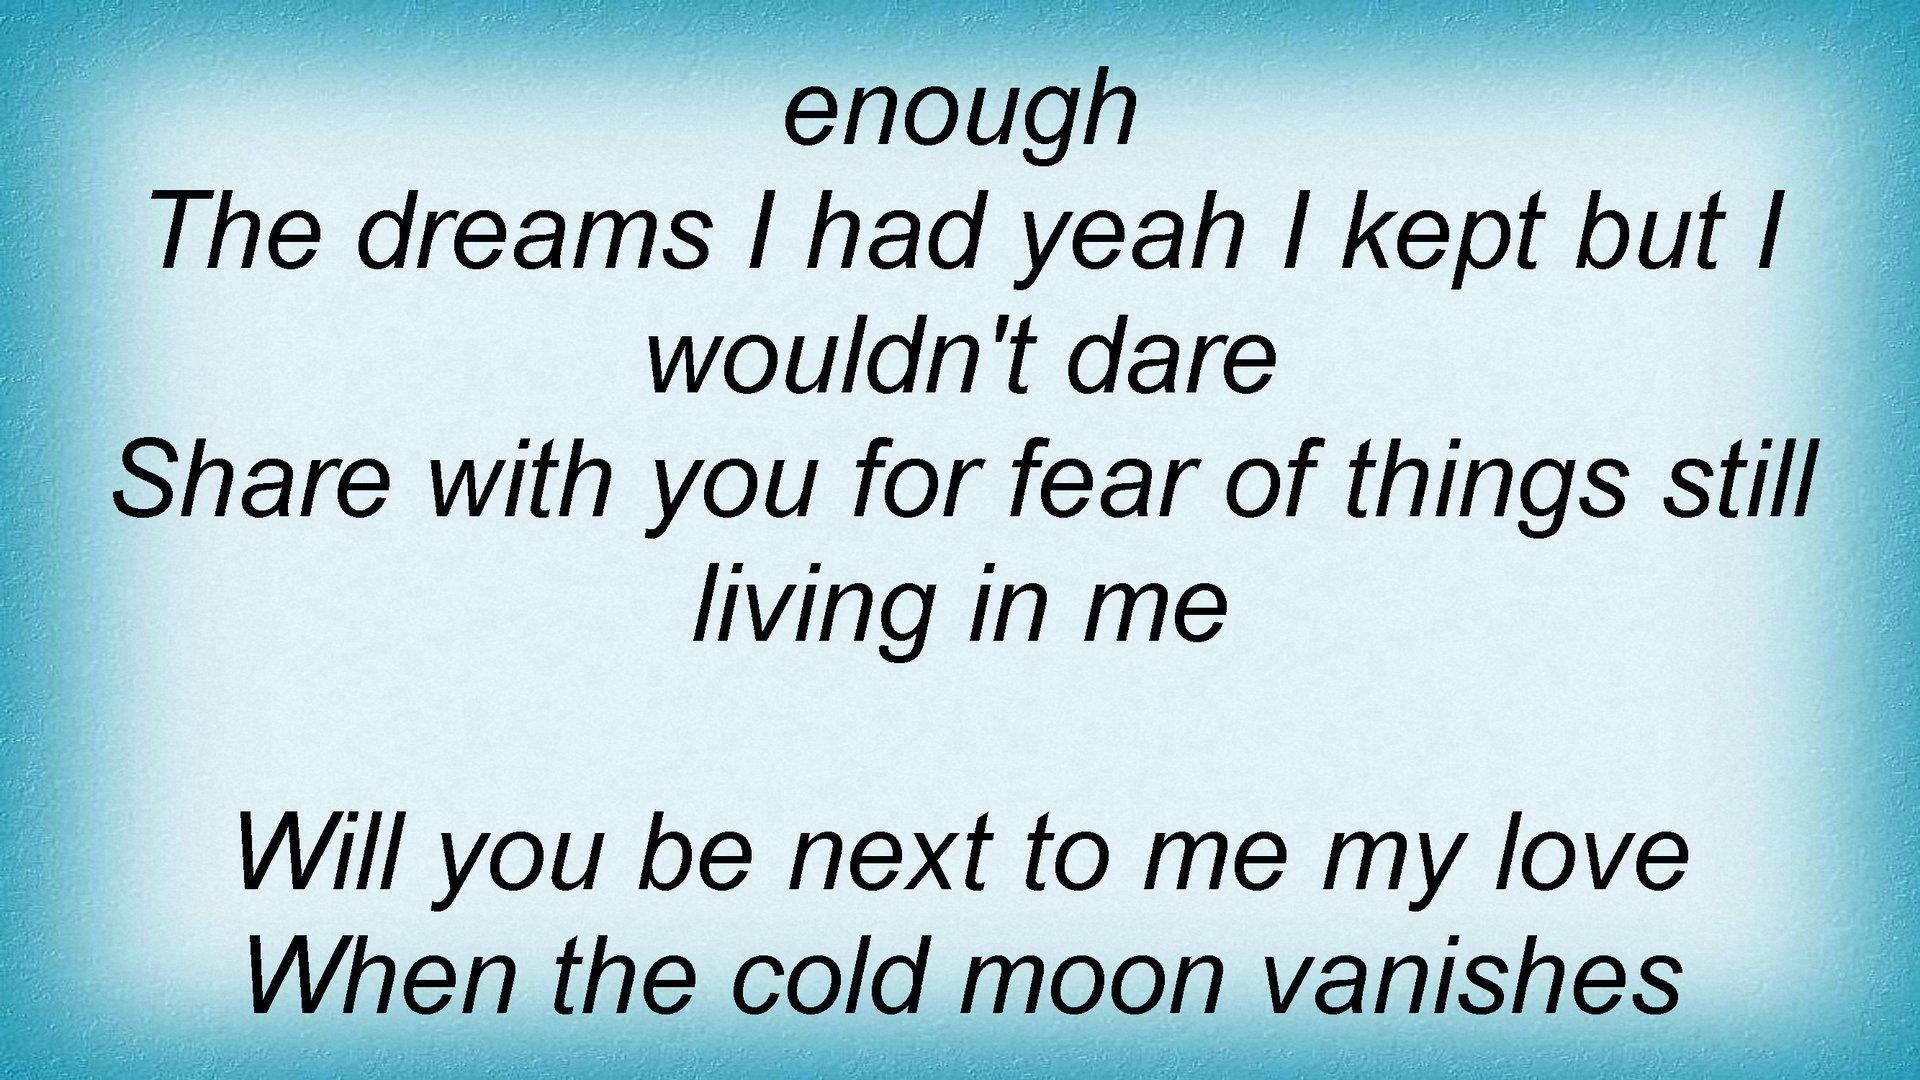 enough
The dreams I had yeah I kept but I
wouldn't dare
Share with you for fear of things still
living in me
Will you be next to me my love
When the cold moon vanishes